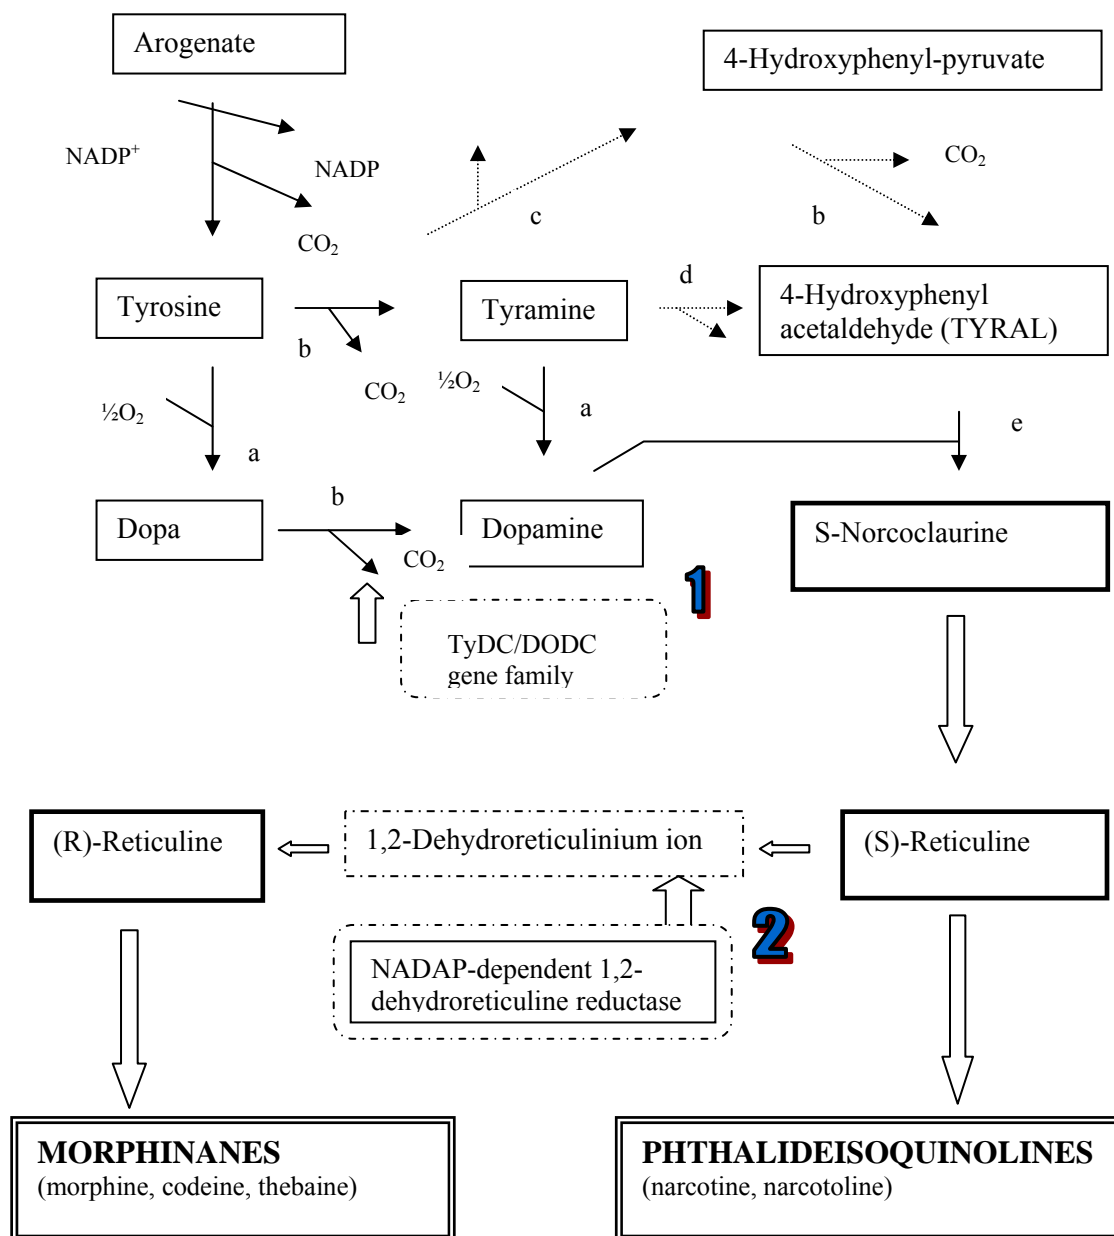 Arogenate
4-Hydroxyphenyl-pyruvate
NADP⁺
NADP
CO₂
c
CO₂
b
Tyrosine
b
CO₂
Tyramine
d
4-Hydroxyphenyl
acetaldehyde (TYRAL)
½O₂
a
½O₂
a
e
Dopa
b
CO₂
Dopamine
S-Norcoclaurine
1
TyDC/DODC
gene family
(R)-Reticuline
1,2-Dehydroreticulinium ion
(S)-Reticuline
2
NADAP-dependent 1,2-
dehydroreticuline reductase
MORPHINANES
(morphine, codeine, thebaine)
PHTHALIDEISOQUINOLINES
(narcotine, narcotoline)